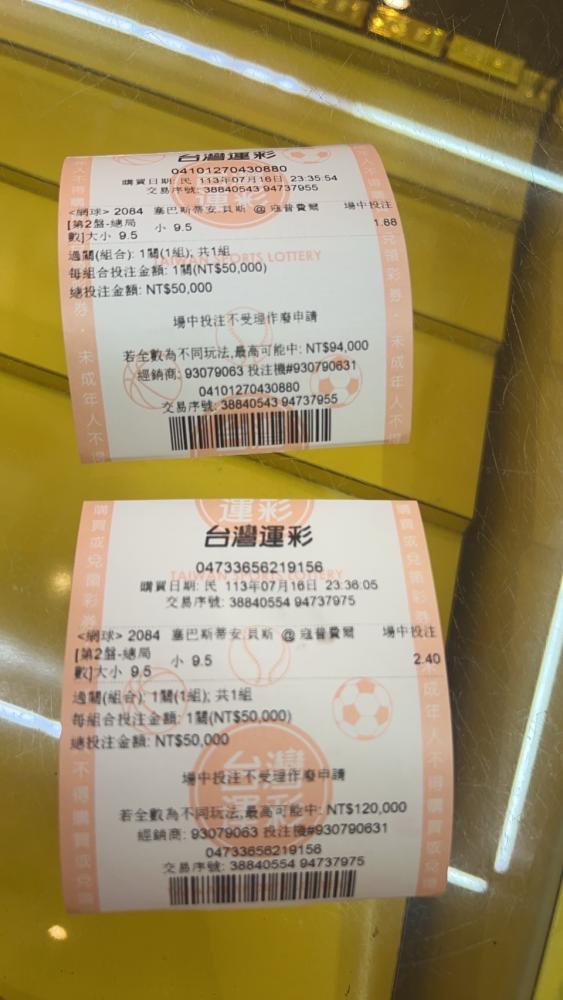 台灣運彩
04101270430880
購買日期: 民 113年07月16日 23:35:54
交易序號: 38840543 94737955
<網球> 2084 塞巴斯蒂安.貝斯 @ 寇普費爾 場中投注
[第2盤-總局 小 9.5 1.88
數]大小 9.5
過關(組合): 1關(1組); 共1組
TAIWAN SPORTS LOTTERY
每組合投注金額: 1關(NT$50,000)
總投注金額: NT$50,000
場中投注不受理作廢申請
若全數為不同玩法,最高可能中: NT$94,000
經銷商: 93079063 投注機#930790631
04101270430880
交易序號: 38840543 94737955
運彩
台灣運彩
04733656219156
TAIWAN SPORTS LOTTERY
購買日期: 民 113年07月16日 23:36:05
交易序號: 38840554 94737975
<網球> 2084 塞巴斯蒂安.貝斯 @ 寇普費爾 場中投注
[第2盤-總局 小 9.5 2.40
數]大小 9.5
過關(組合): 1關(1組); 共1組
每組合投注金額: 1關(NT$50,000)
總投注金額: NT$50,000
台灣
運彩
場中投注不受理作廢申請
若全數為不同玩法,最高可能中: NT$120,000
經銷商: 93079063 投注機#930790631
04733656219156
交易序號: 38840554 94737975